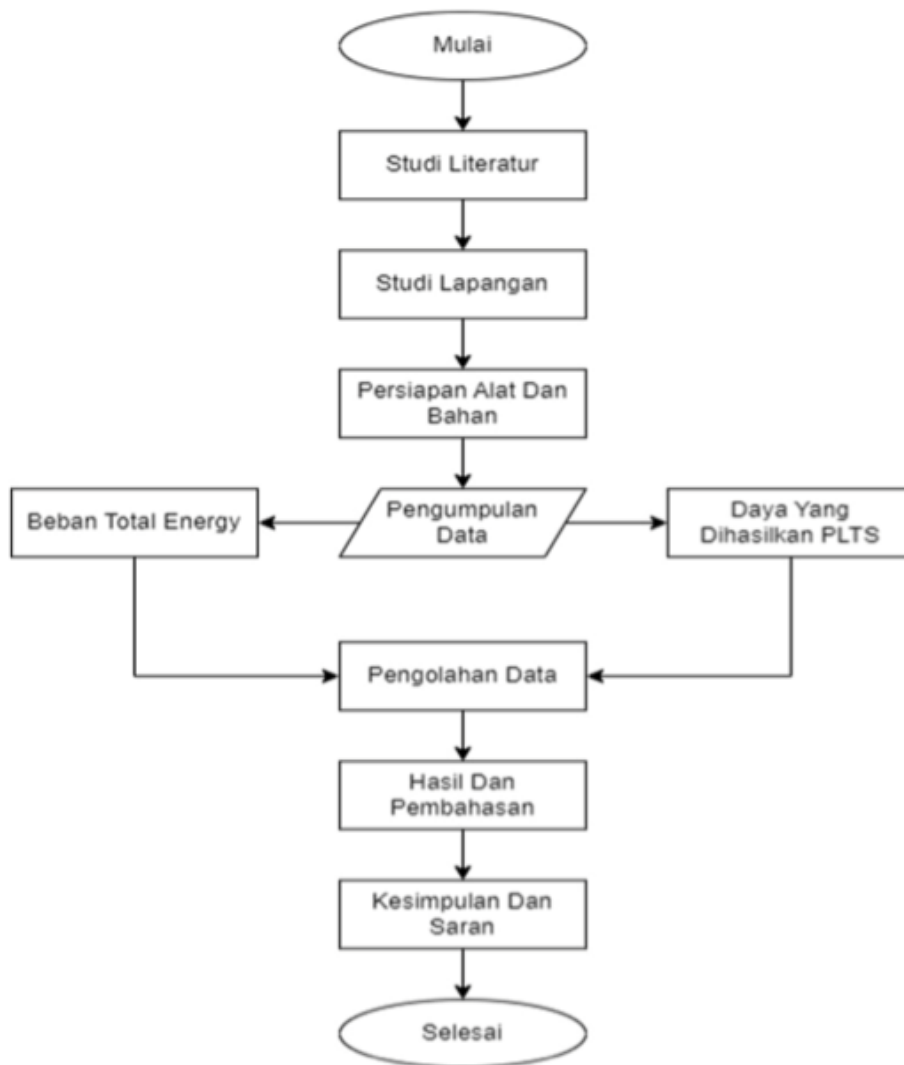 Mulai
Studi Literatur
Studi Lapangan
Persiapan Alat Dan
Bahan
Beban Total Energy
Pengumpulan
Data
Daya Yang
Dihasilkan PLTS
Pengolahan Data
Hasil Dan
Pembahasan
Kesimpulan Dan
Saran
Selesai